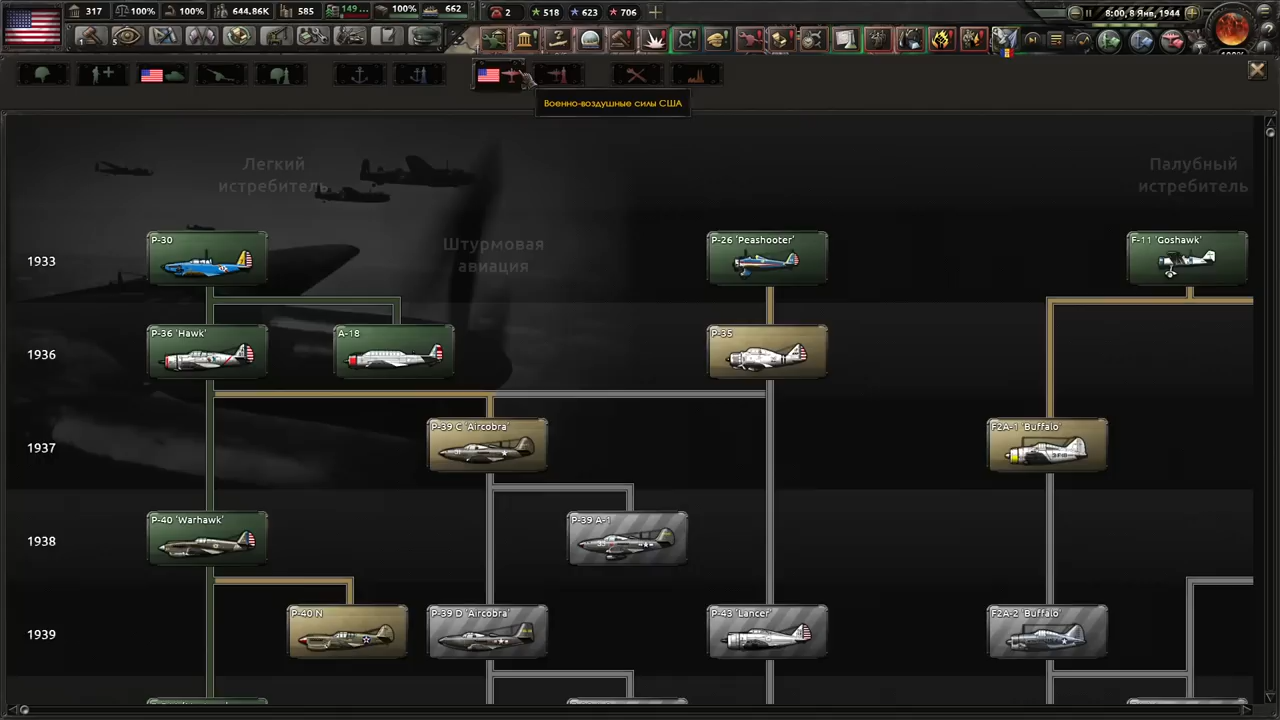 317 100% 100% 644.86K 585 149... 100% 662 2 518 623 706 8:00, 8 Янв, 1944
1 5
100%
Военно-воздушные силы США
Легкий
истребитель
Палубный
истребитель
Штурмовая
авиация
1933
P-30
P-26 'Peashooter'
F-11 'Goshawk'
1936
P-36 'Hawk'
A-18
P-35
1937
P-39 C 'Aircobra'
F2A-1 'Buffalo'
1938
P-40 'Warhawk'
P-39 A-1
1939
P-40 N
P-39 D 'Aircobra'
P-43 'Lancer'
F2A-2 'Buffalo'